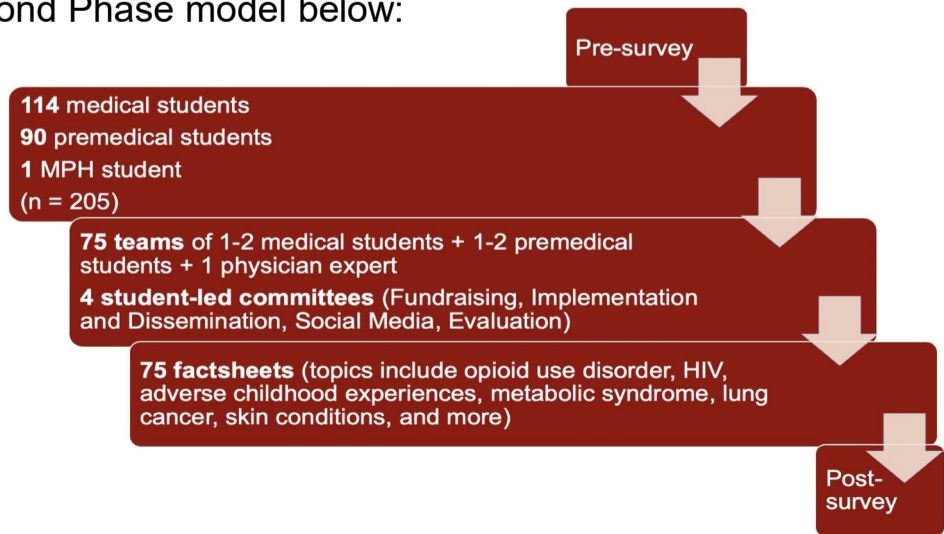 ond Phase model below:
Pre-survey
114 medical students
90 premedical students
1 MPH student
(n = 205)
75 teams of 1-2 medical students + 1-2 premedical
students + 1 physician expert
4 student-led committees (Fundraising, Implementation
and Dissemination, Social Media, Evaluation)
75 factsheets (topics include opioid use disorder, HIV,
adverse childhood experiences, metabolic syndrome, lung
cancer, skin conditions, and more)
Post-
survey